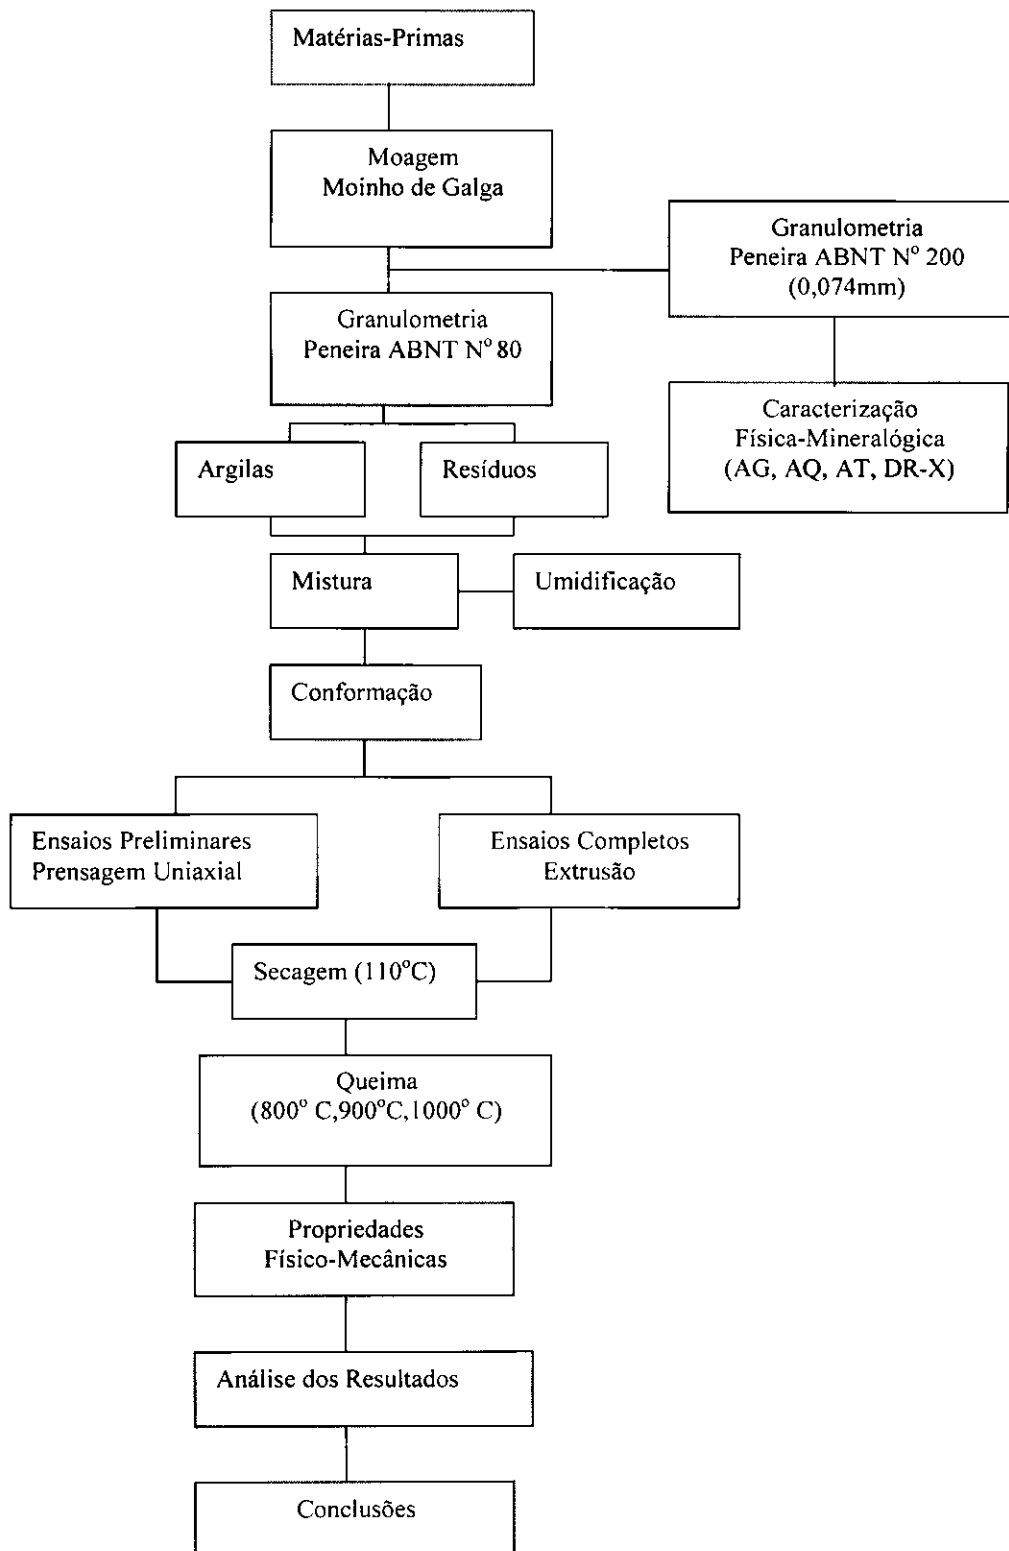 Matérias-Primas
Moagem
Moinho de Galga
Granulometria
Peneira ABNT Nº 200
(0,074mm)
Granulometria
Peneira ABNT Nº 80
Caracterização
Física-Mineralógica
(AG, AQ, AT, DR-X)
Argilas
Resíduos
Mistura
Umidificação
Conformação
Ensaios Preliminares
Prensagem Uniaxial
Ensaios Completos
Extrusão
Secagem (110ºC)
Queima
(800º C,900ºC,1000º C)
Propriedades
Físico-Mecânicas
Análise dos Resultados
Conclusões